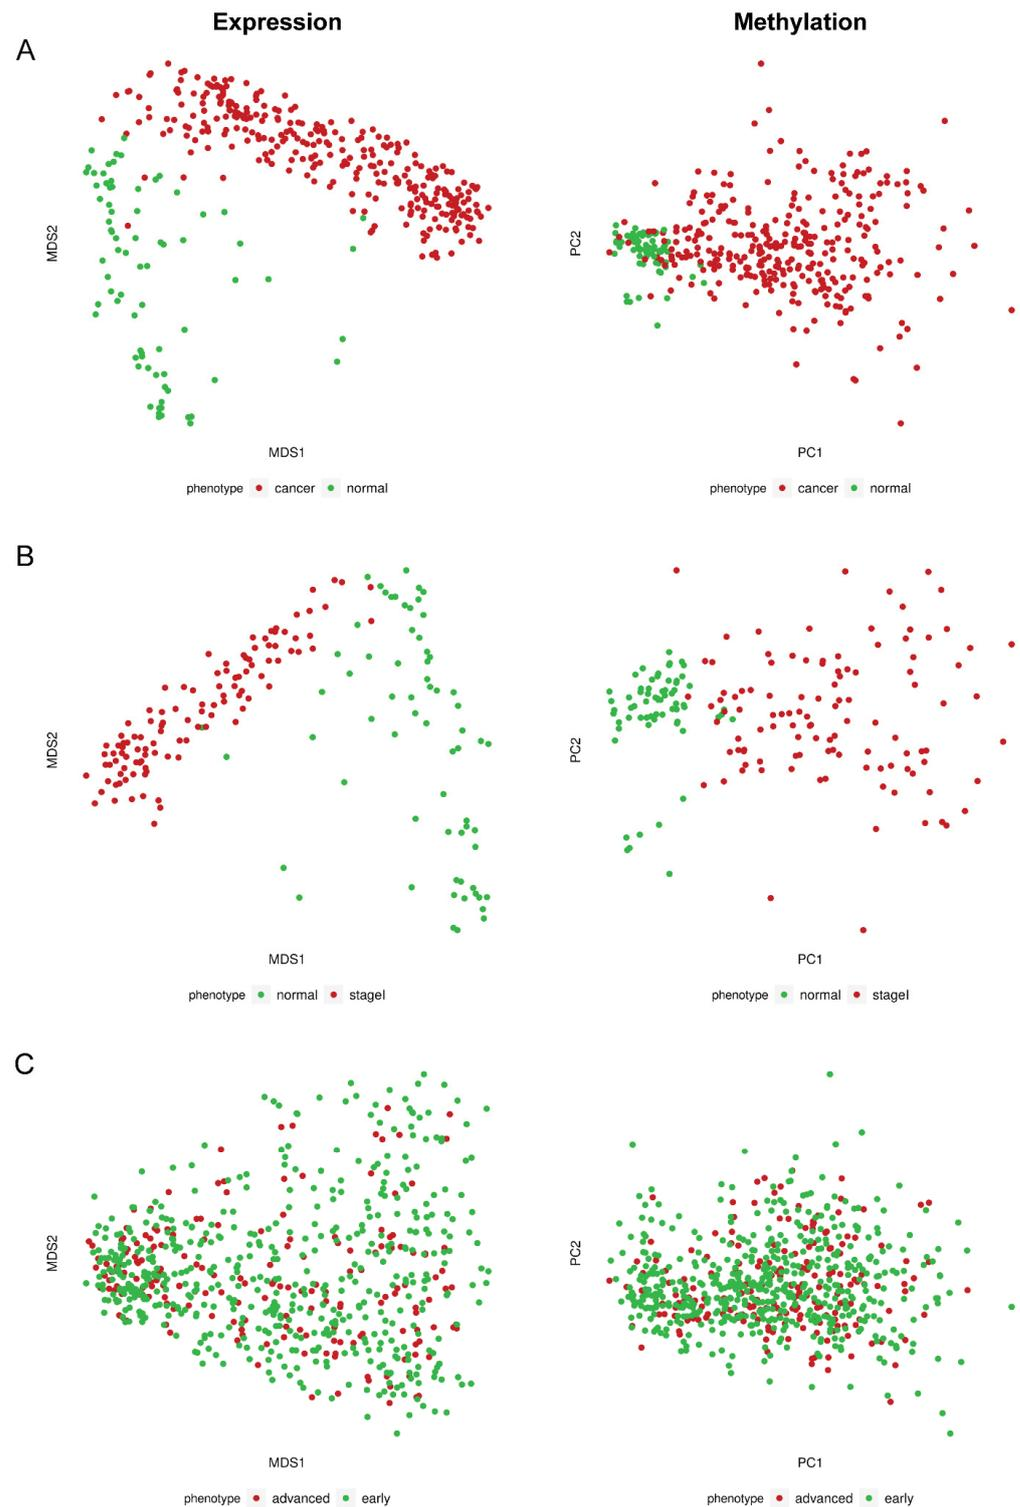 Expression Methylation
A
MDS2 PC2
MDS1 PC1
phenotype cancer normal phenotype cancer normal
B
MDS2 PC2
MDS1 PC1
phenotype normal stageI phenotype normal stageI
C
MDS2 PC2
MDS1 PC1
phenotype advanced early phenotype advanced early